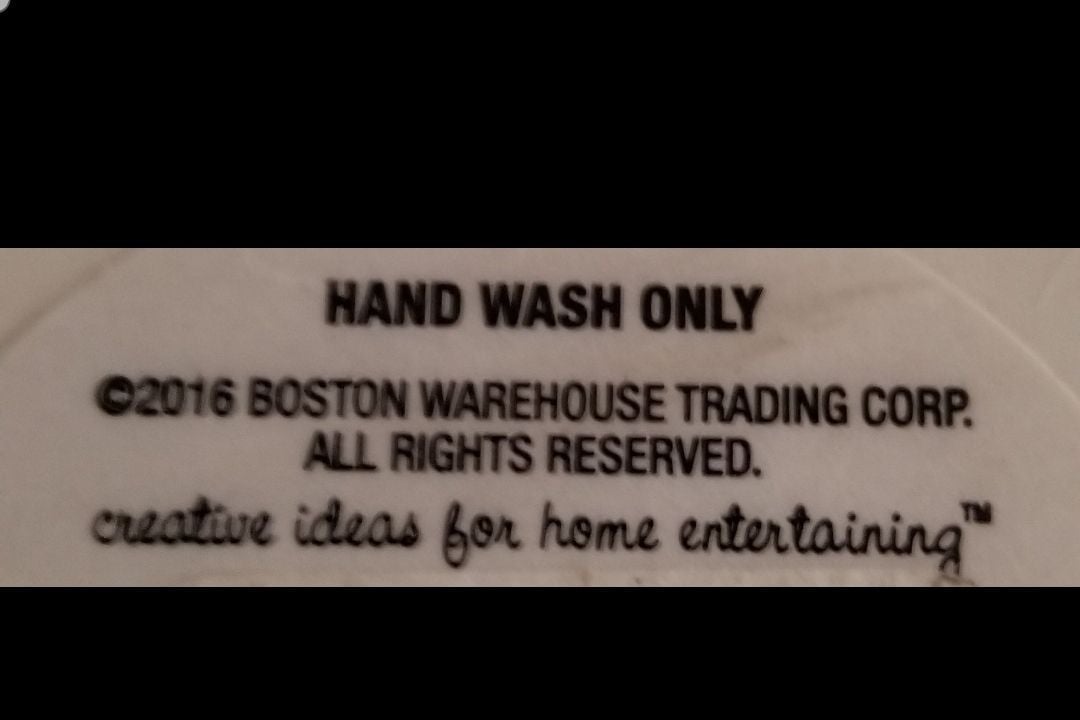 HAND WASH ONLY
©2016 BOSTON WAREHOUSE TRADING CORP.
ALL RIGHTS RESERVED.
creative ideas for home entertaining™